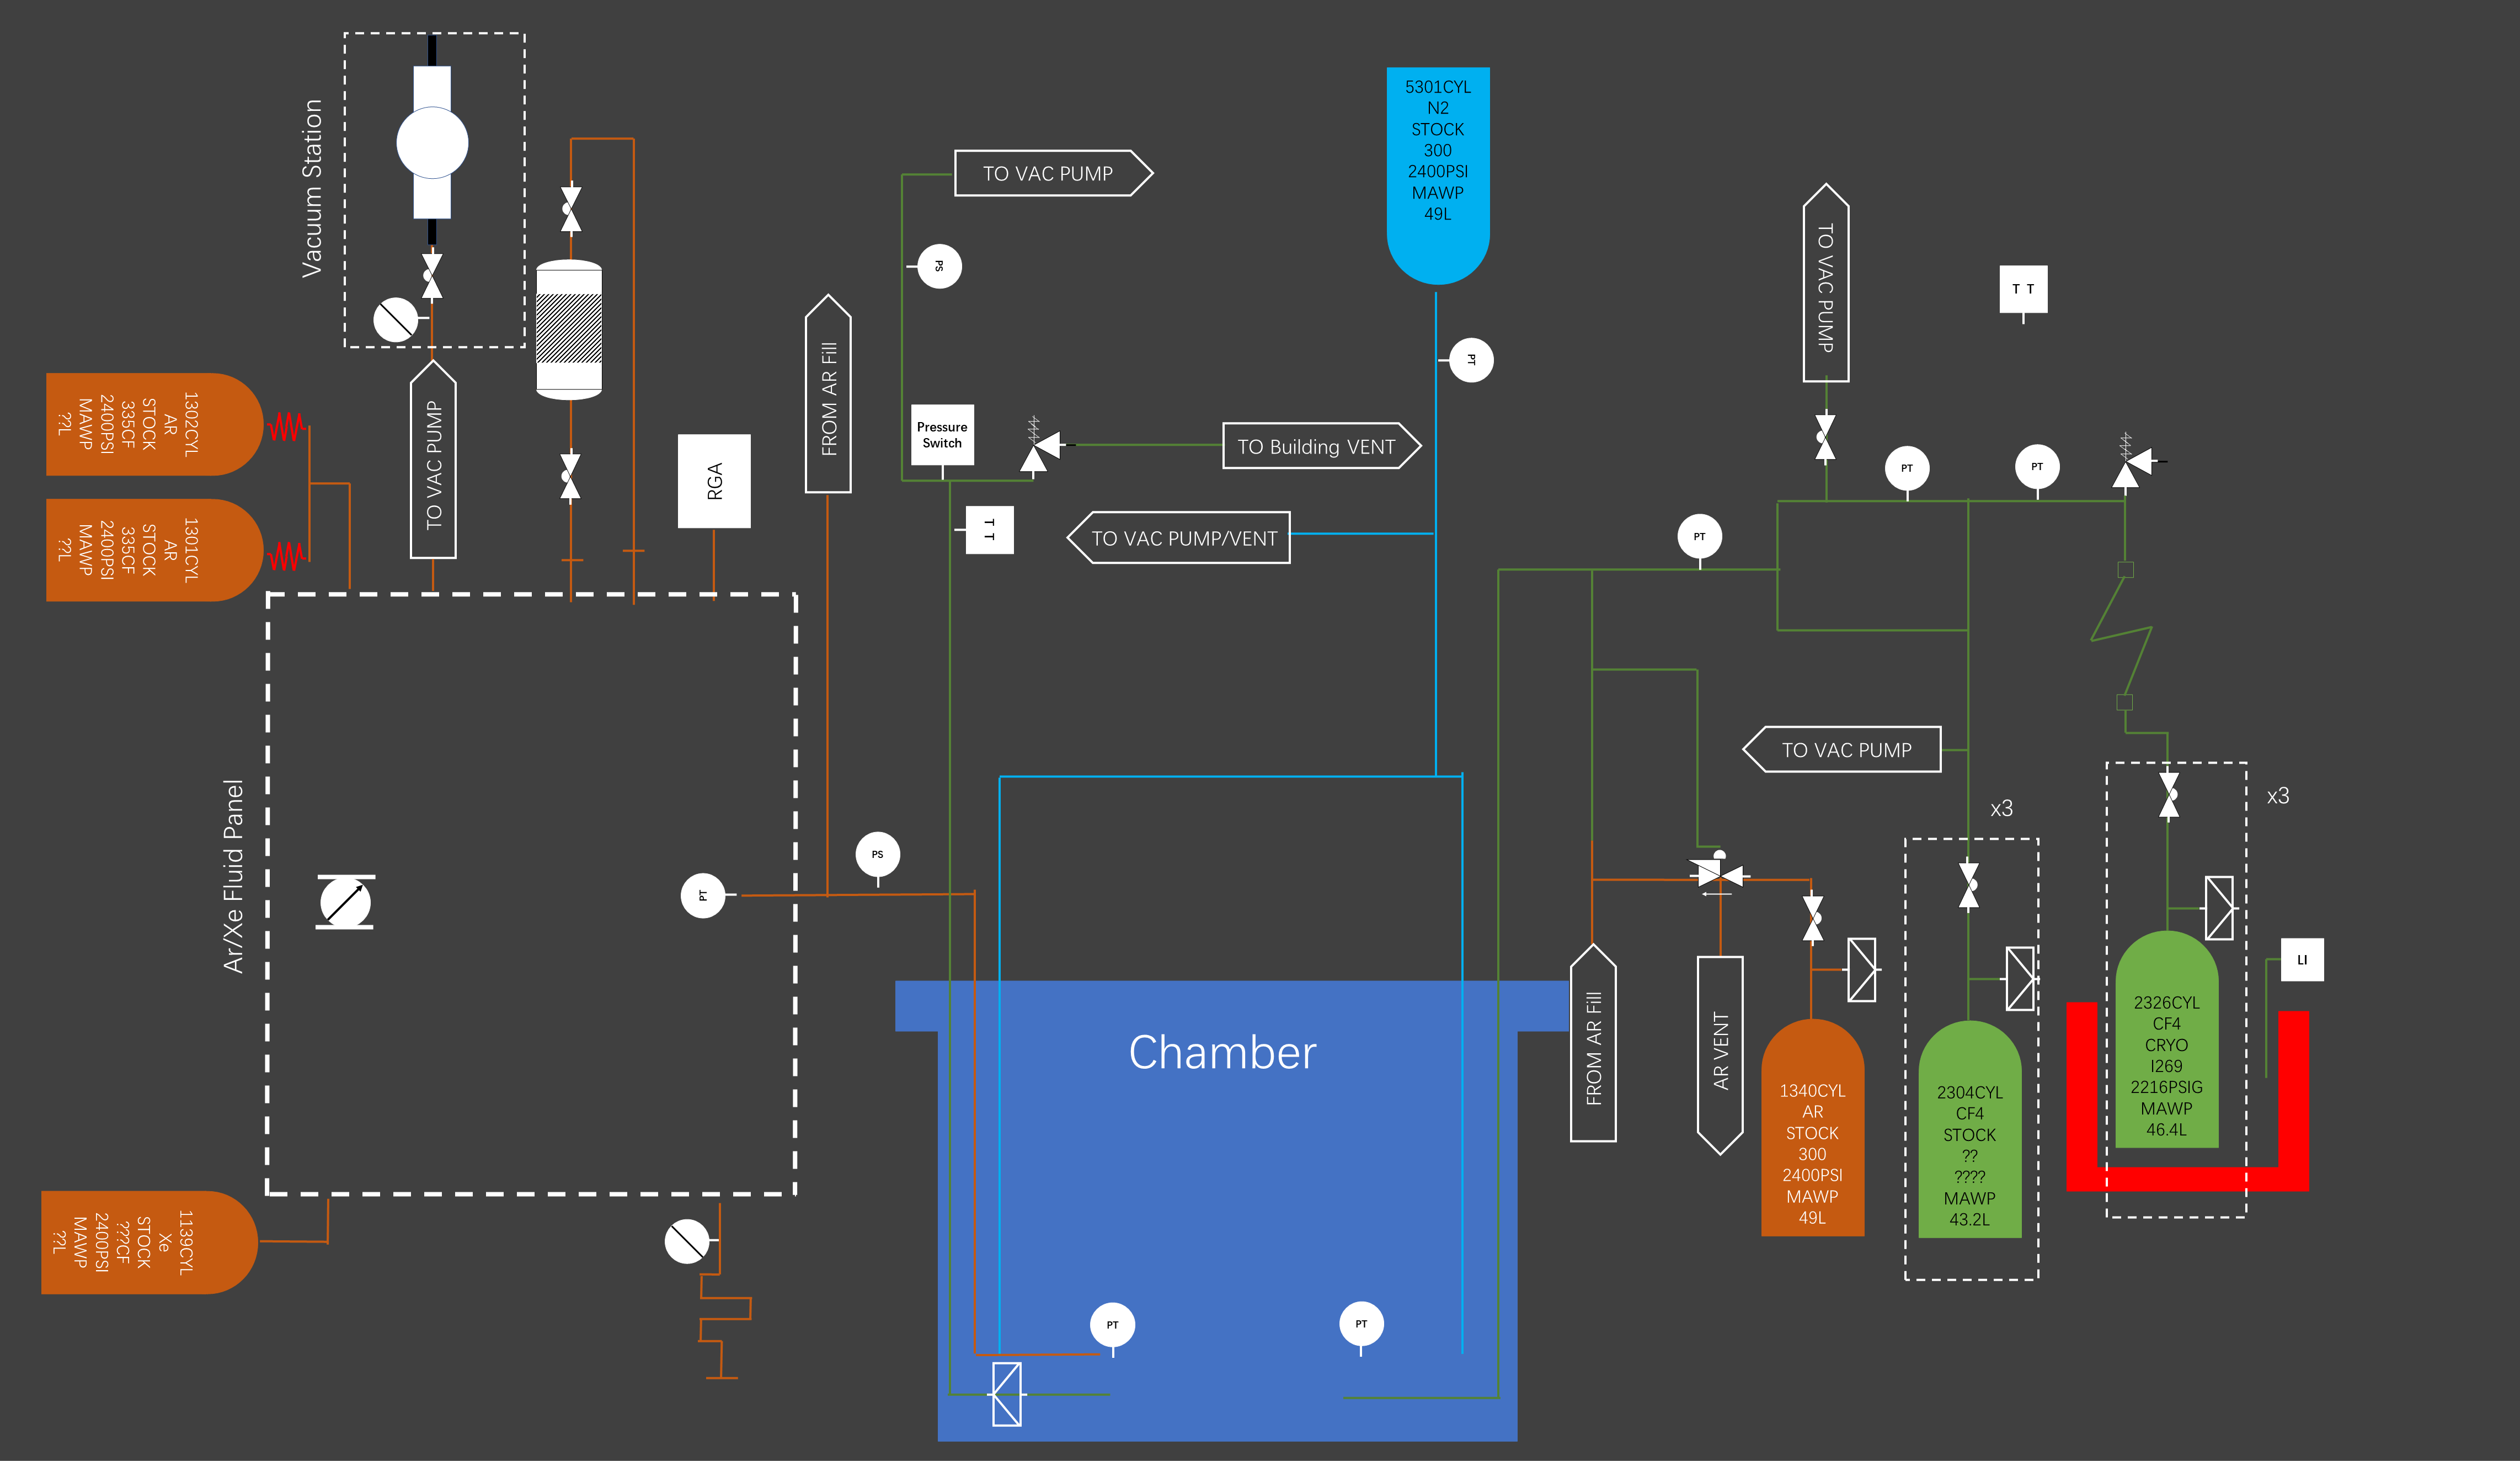 Vacuum Station
TO VAC PUMP
5301CYL
N2
STOCK
300
2400PSI
MAWP
49L
TO VAC PUMP
PS
T T
FROM AR Fill
PT
1302CYL
AR
STOCK
335CF
2400PSI
MAWP
??L
TO VAC PUMP
Pressure
Switch
TO Building VENT
RGA
PT
PT
1301CYL
AR
STOCK
335CF
2400PSI
MAWP
??L
T T
TO VAC PUMP/VENT
PT
TO VAC PUMP
x3
x3
Ar/Xe Fluid Panel
PS
PT
LI
Chamber
FROM AR Fill
AR VENT
1340CYL
AR
STOCK
300
2400PSI
MAWP
49L
2304CYL
CF4
STOCK
??
????
MAWP
43.2L
2326CYL
CF4
CRYO
I269
2216PSIG
MAWP
46.4L
1139CYL
Xe
STOCK
???CF
2400PSI
MAWP
??L
PT
PT